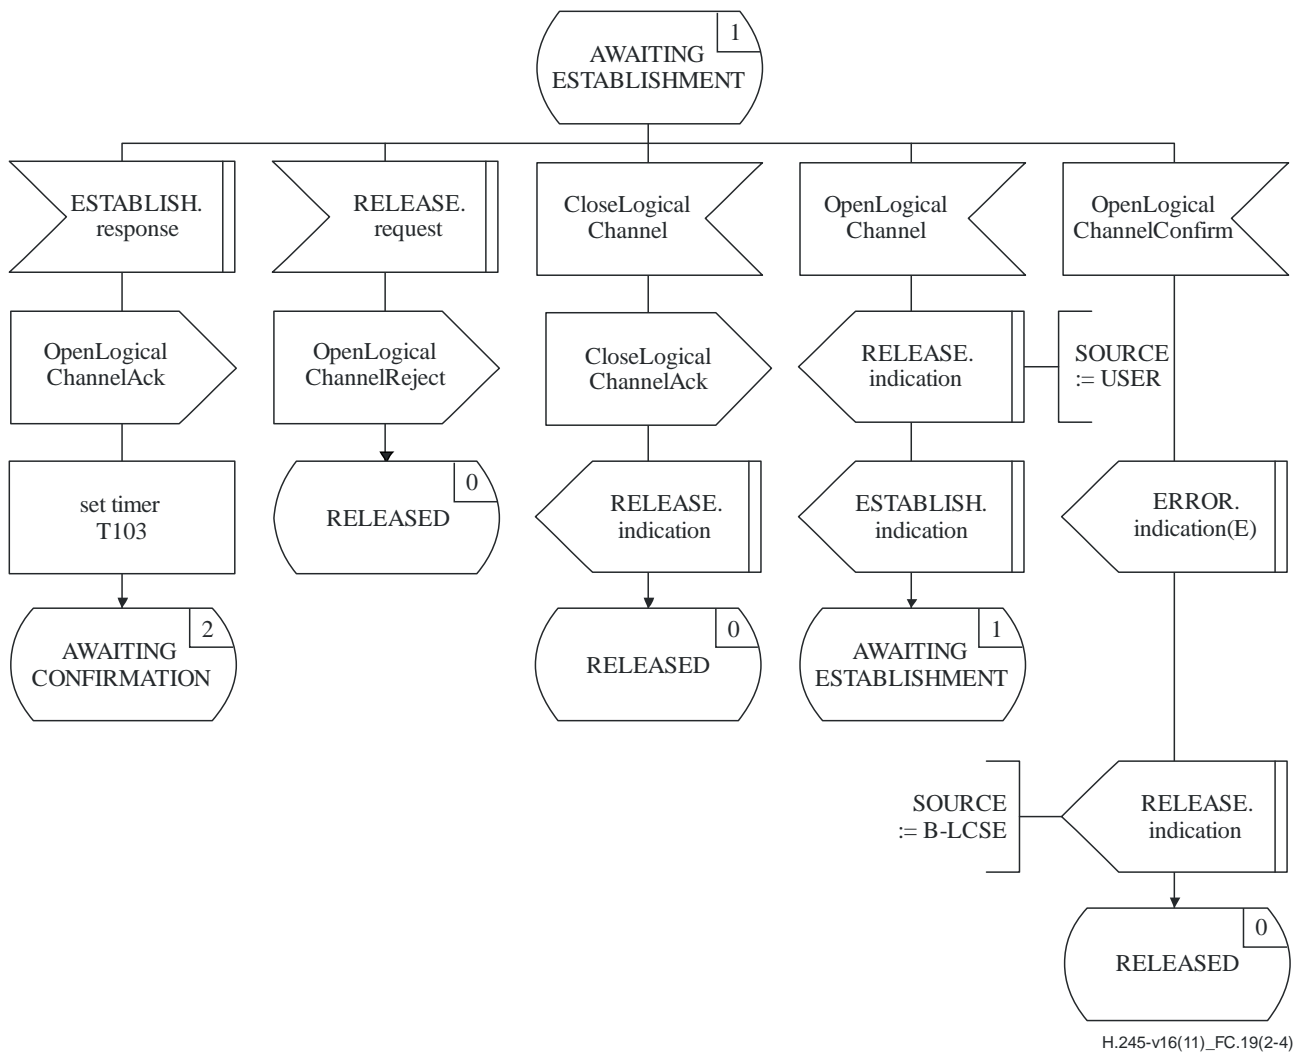 1
AWAITING
ESTABLISHMENT
ESTABLISH.
response
RELEASE.
request
CloseLogical
Channel
OpenLogical
Channel
OpenLogical
ChannelConfirm
OpenLogical
ChannelAck
OpenLogical
ChannelReject
CloseLogical
ChannelAck
RELEASE.
indication
SOURCE
:= USER
set timer
T103
0
RELEASED
RELEASE.
indication
ESTABLISH.
indication
ERROR.
indication(E)
2
AWAITING
CONFIRMATION
0
RELEASED
1
AWAITING
ESTABLISHMENT
SOURCE
:= B-LCSE
RELEASE.
indication
0
RELEASED
H.245-v16(11)_FC.19(2-4)